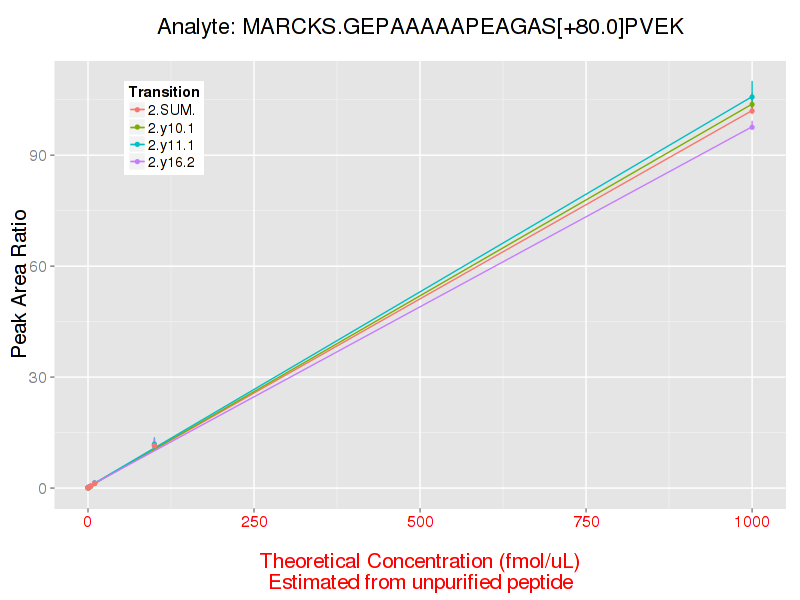 Analyte: MARCKS.GEPAAAAAPEAGAS[+80.0]PVEK
Transition
2.SUM.
2.y10.1
2.y11.1
2.y16.2
Peak Area Ratio
90
60
30
0
0 250 500 750 1000
Theoretical Concentration (fmol/uL)
Estimated from unpurified peptide